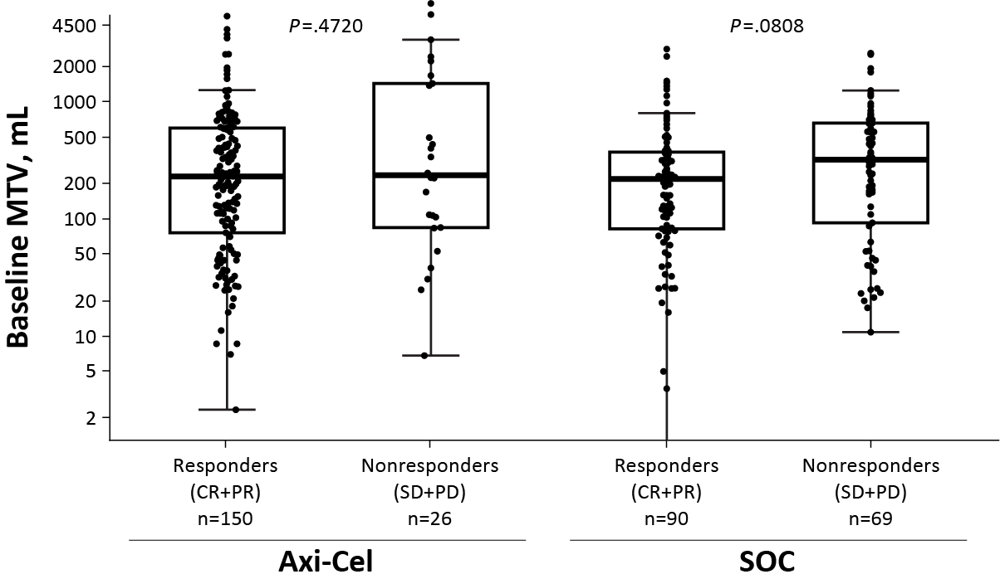 Baseline MTV, mL
4500
2000
1000
500
200
100
50
20
10
5
2
P=.4720
P=.0808
Responders
(CR+PR)
n=150
Nonresponders
(SD+PD)
n=26
Responders
(CR+PR)
n=90
Nonresponders
(SD+PD)
n=69
Axi-Cel
SOC